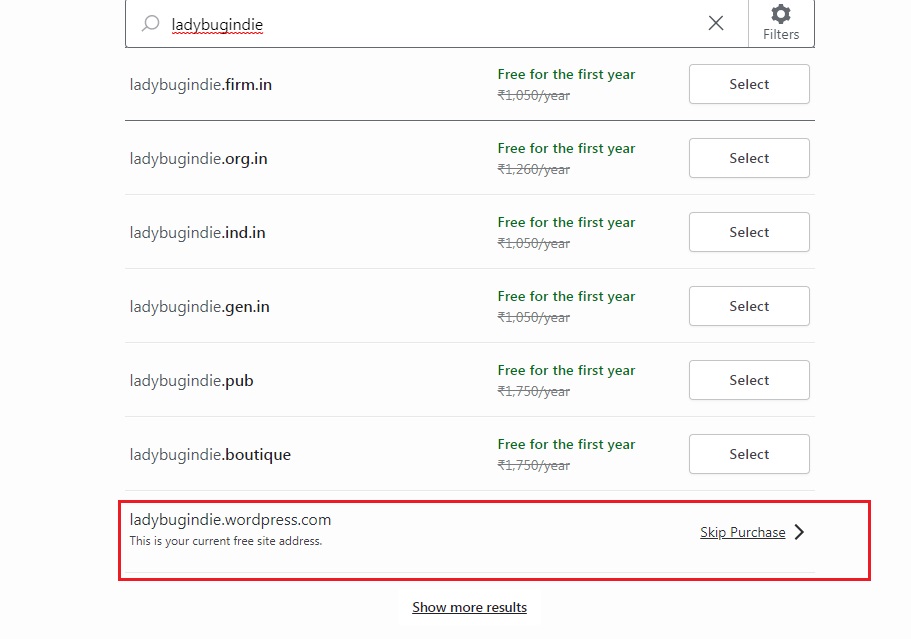 ladybugindie
Filters
ladybugindie.firm.in
Free for the first year
₹1,050/year
Select
ladybugindie.org.in
Free for the first year
₹1,260/year
Select
ladybugindie.ind.in
Free for the first year
₹1,050/year
Select
ladybugindie.gen.in
Free for the first year
₹1,050/year
Select
ladybugindie.pub
Free for the first year
₹1,750/year
Select
ladybugindie.boutique
Free for the first year
₹1,750/year
Select
ladybugindie.wordpress.com
This is your current free site address.
Skip Purchase
Show more results